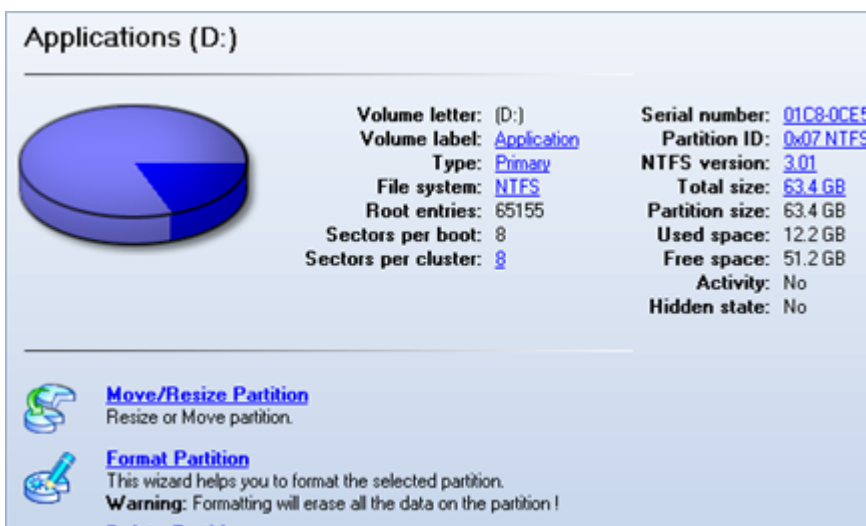 Applications (D:)
Volume letter: (D:)
Volume label: Application
Type: Primary
File system: NTFS
Root entries: 65155
Sectors per boot: 8
Sectors per cluster: 8
Serial number: 01C8-0CE5
Partition ID: 0x07 NTFS
NTFS version: 3.01
Total size: 63.4 GB
Partition size: 63.4 GB
Used space: 12.2 GB
Free space: 51.2 GB
Activity: No
Hidden state: No
Move/Resize Partition
Resize or Move partition.
Format Partition
This wizard helps you to format the selected partition.
Warning: Formatting will erase all the data on the partition !